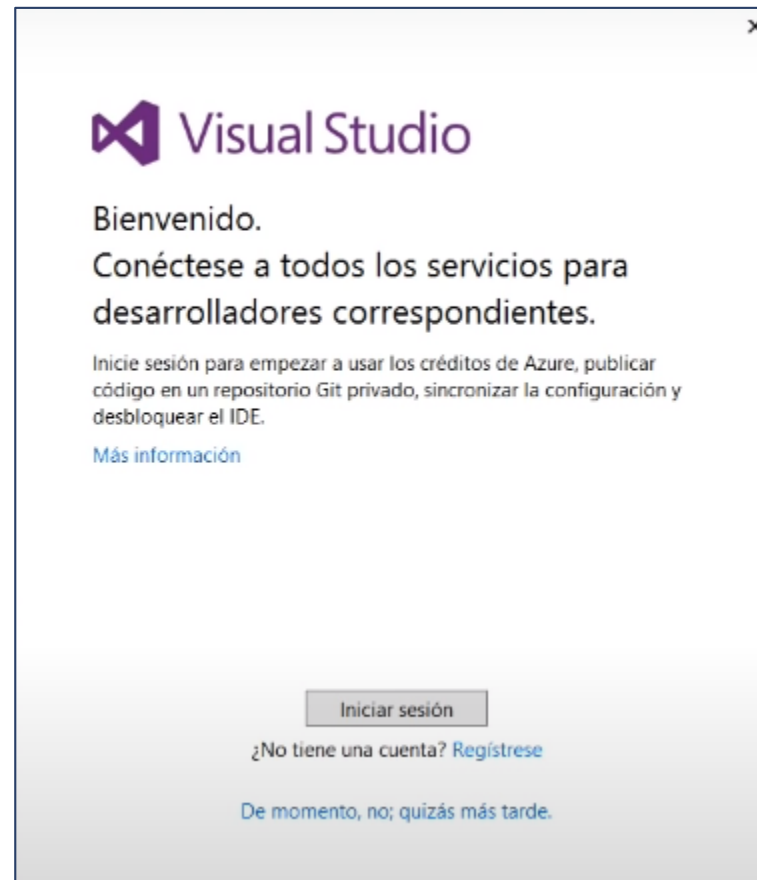 Visual Studio
Bienvenido.
Conéctese a todos los servicios para
desarrolladores correspondientes.
Inicie sesión para empezar a usar los créditos de Azure, publicar
código en un repositorio Git privado, sincronizar la configuración y
desbloquear el IDE.
Más información
Iniciar sesión
¿No tiene una cuenta? Regístrese
De momento, no; quizás más tarde.